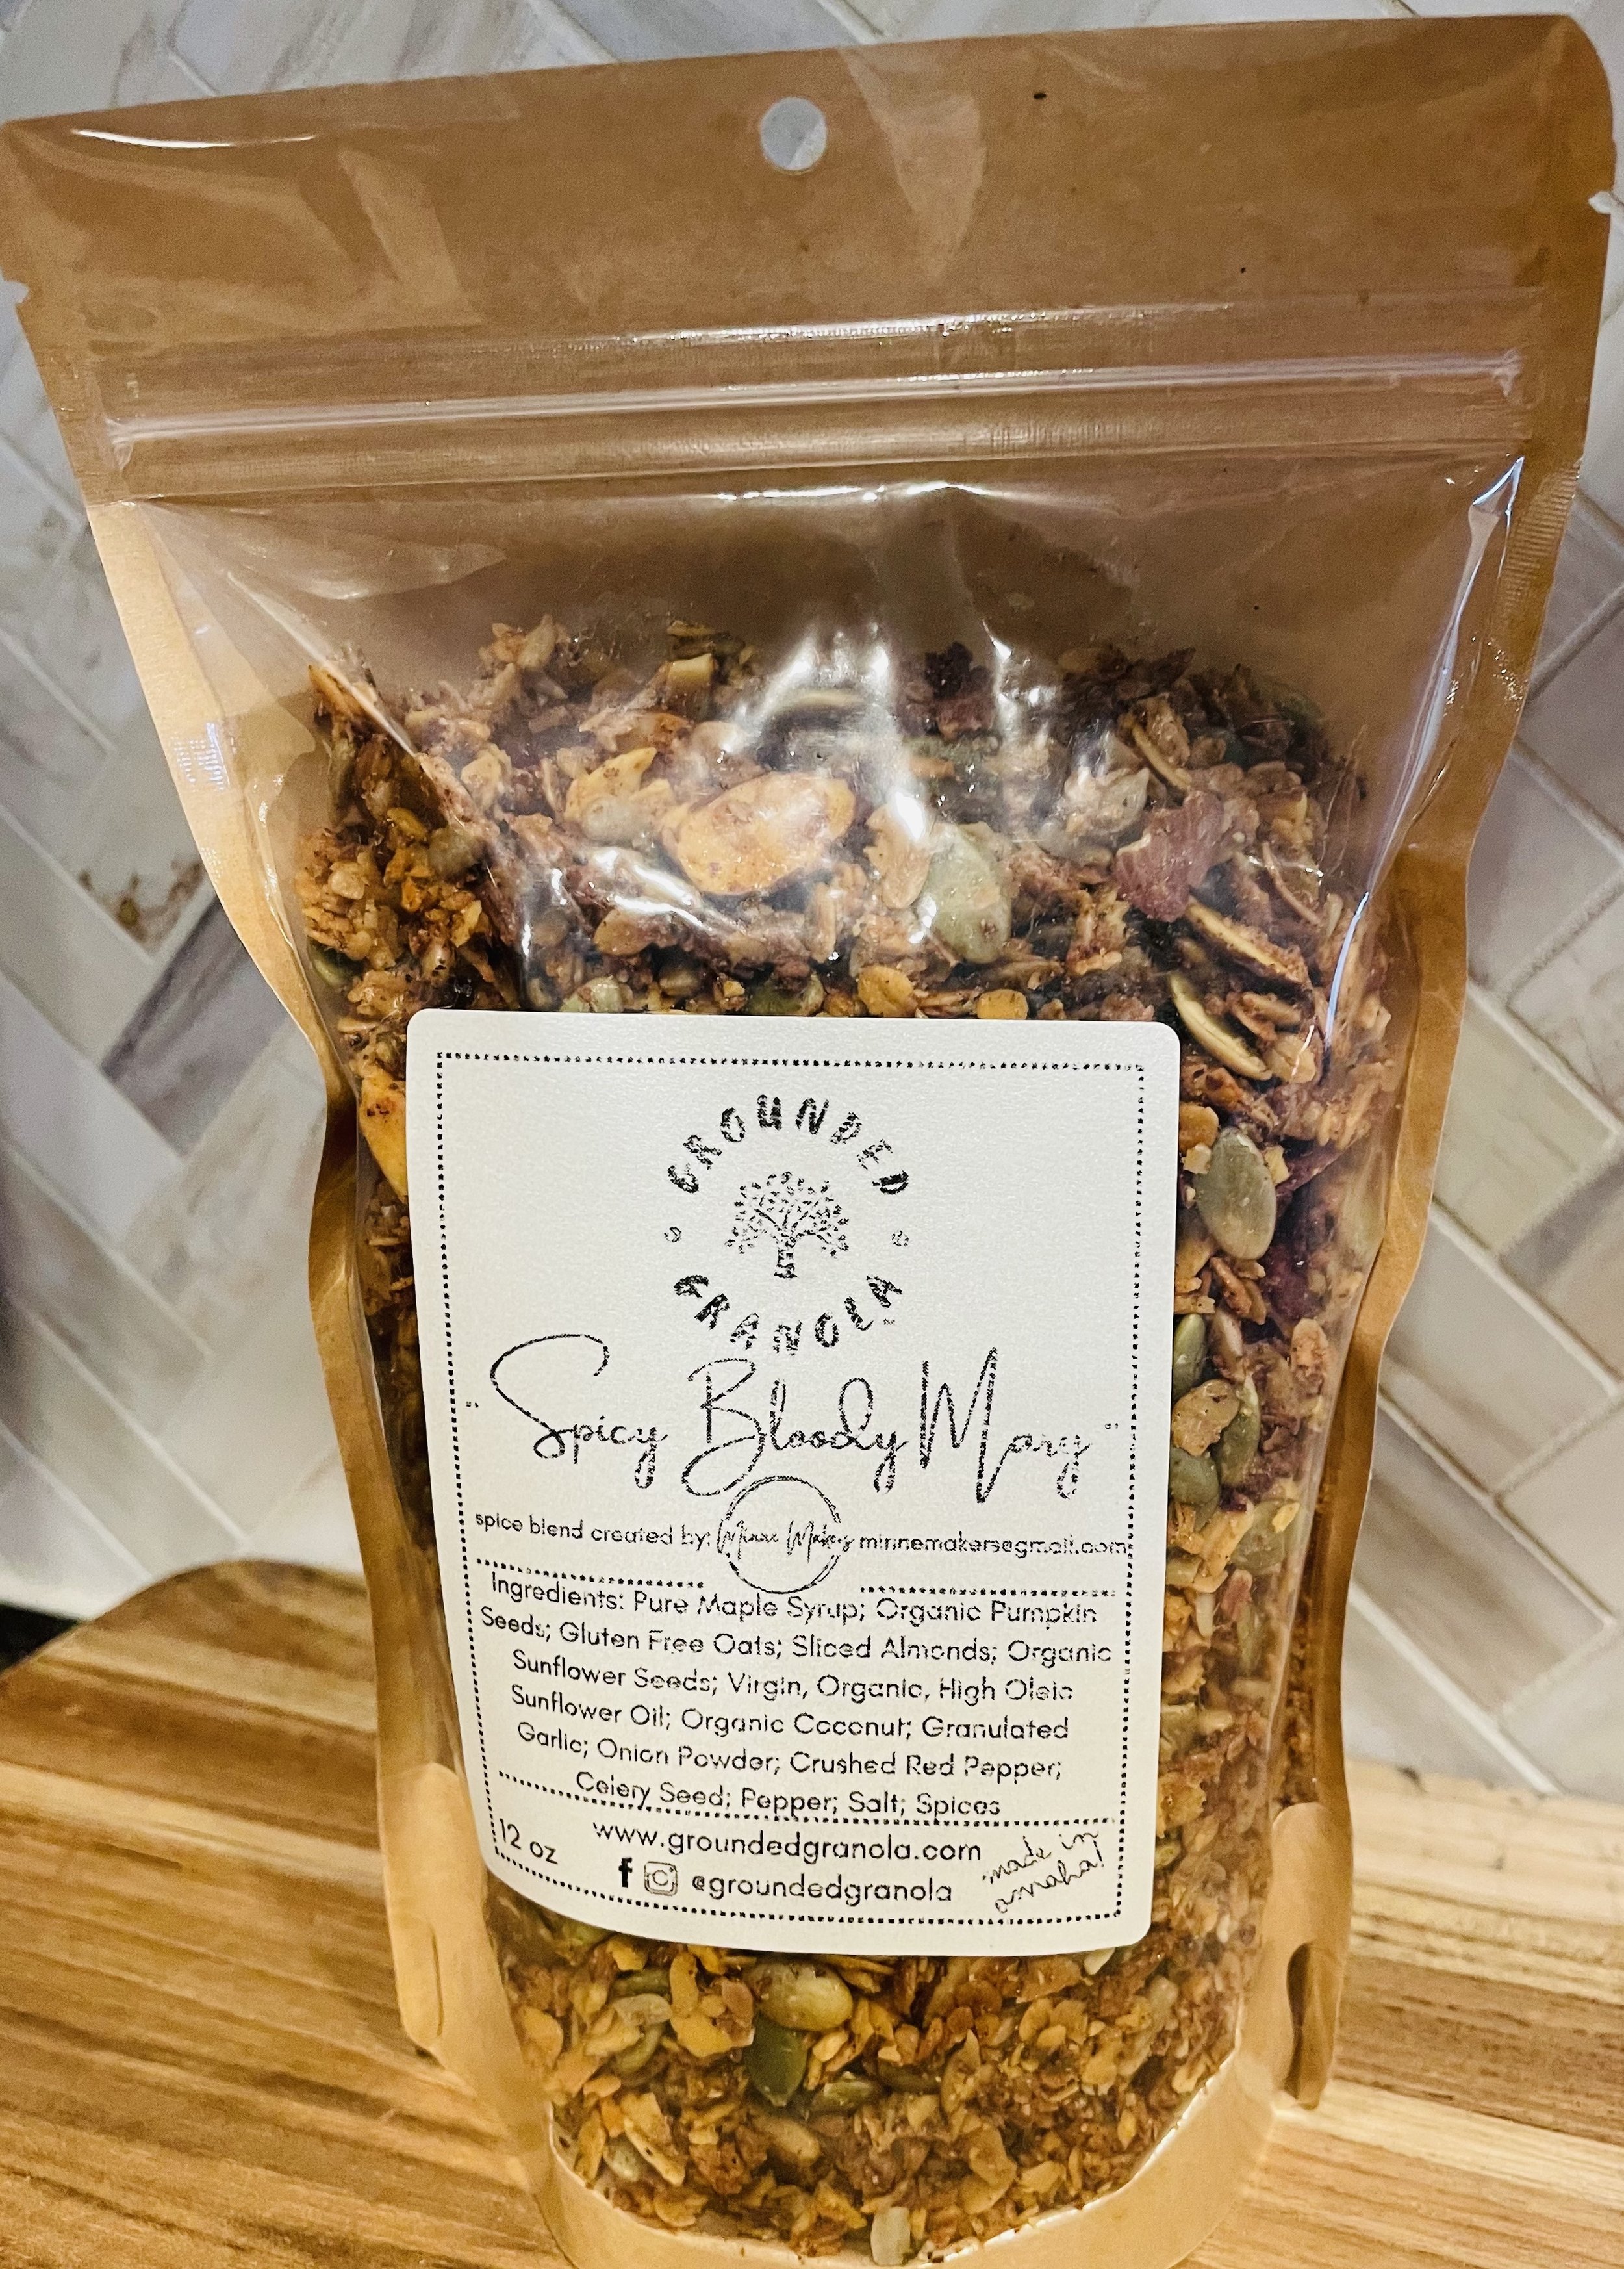 GROUNDED
GRANOLA
"Spicy Bloody Mary"
spice blend created by: Minne Makers minnemakers@gmail.com
Ingredients: Pure Maple Syrup; Organic Pumpkin
Seeds; Gluten Free Oats; Sliced Almonds; Organic
Sunflower Seeds; Virgin, Organic, High Oleic
Sunflower Oil; Organic Coconut; Granulated
Garlic; Onion Powder; Crushed Red Pepper;
Celery Seed; Pepper; Salt; Spices
12 oz
www.groundedgranola.com
f @groundedgranola
made in
omaha!